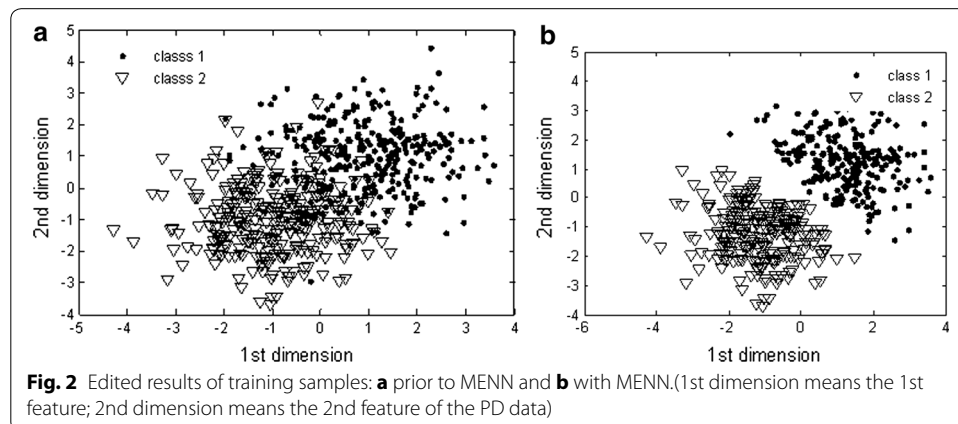 a
classs 1
classs 2
5
4
3
2
1
0
-1
-2
-3
-4
2nd dimension
-5 -4 -3 -2 -1 0 1 2 3 4
1st dimension
b
class 1
class 2
5
4
3
2
1
0
-1
-2
-3
-4
2nd dimension
-6 -4 -2 0 2 4
1st dimension
Fig. 2 Edited results of training samples: a prior to MENN and b with MENN.(1st dimension means the 1st
feature; 2nd dimension means the 2nd feature of the PD data)